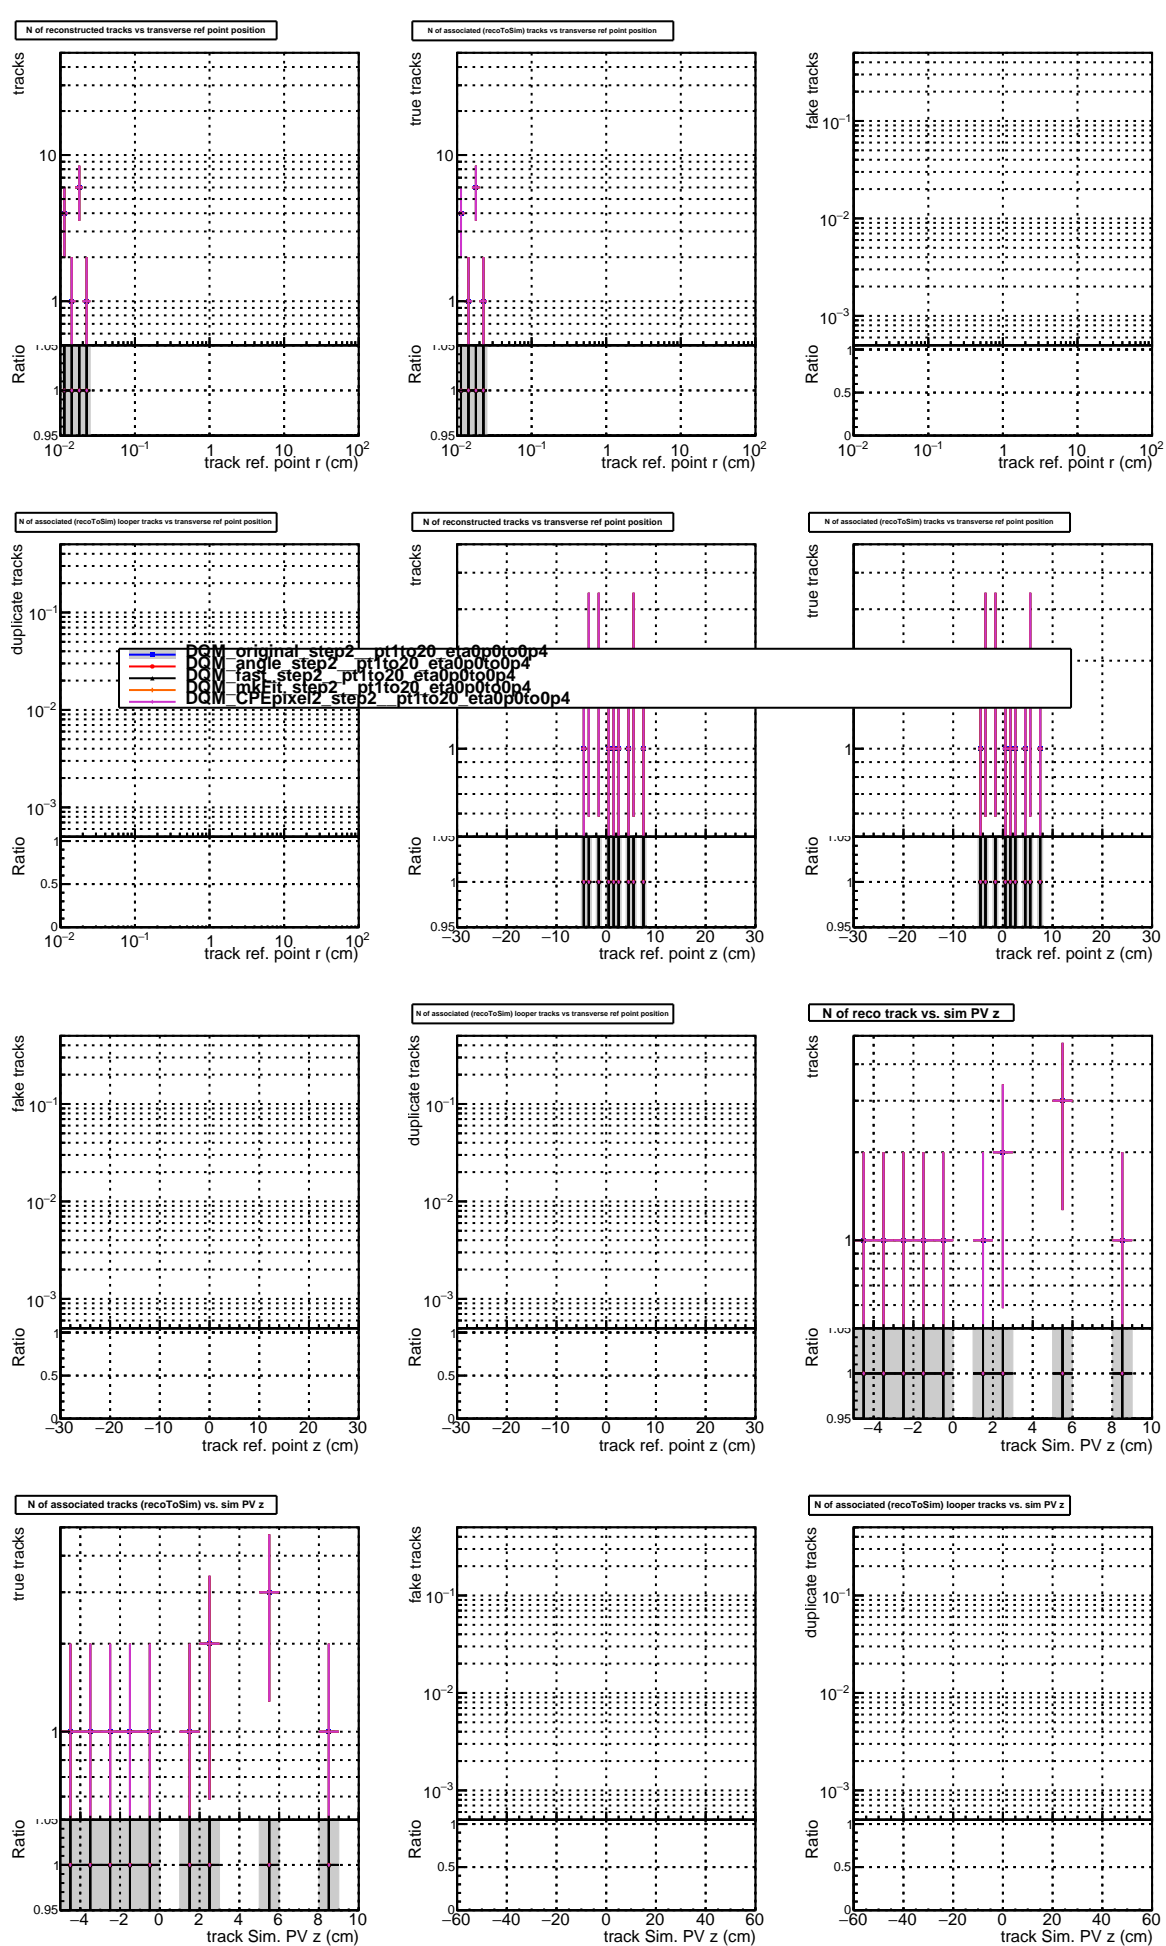 N of reconstructed tracks vs transverse ref point position
tracks
10
1
1.05
Ratio
1
0.95
10−2 10−1 1 10 102
track ref. point r (cm)
N of associated (recoToSim) tracks vs transverse ref point position
true tracks
10
1
1.05
Ratio
1
0.95
10−2 10−1 1 10 102
track ref. point r (cm)
fake tracks
10−1
10−2
10−3
1
Ratio
0.5
0
10−2 10−1 1 10 102
track ref. point r (cm)
N of associated (recoToSim) looper tracks vs transverse ref point position
duplicate tracks
10−1
10−2
10−3
1
Ratio
0.5
0
10−2 10−1 1 10 102
track ref. point r (cm)
N of reconstructed tracks vs transverse ref point position
tracks
1
1.05
Ratio
1
0.95
−30 −20 −10 0 10 20 30
track ref. point z (cm)
N of associated (recoToSim) tracks vs transverse ref point position
true tracks
1
1.05
Ratio
1
0.95
−30 −20 −10 0 10 20 30
track ref. point z (cm)
DQM_original_step2__pt1to20_eta0p0to0p4
DQM_angle_step2__pt1to20_eta0p0to0p4
DQM_fast_step2__pt1to20_eta0p0to0p4
DQM_mkFit_step2__pt1to20_eta0p0to0p4
DQM_CPEpixel2_step2__pt1to20_eta0p0to0p4
fake tracks
10−1
10−2
10−3
1
Ratio
0.5
0
−30 −20 −10 0 10 20 30
track ref. point z (cm)
N of associated (recoToSim) looper tracks vs transverse ref point position
duplicate tracks
10−1
10−2
10−3
1
Ratio
0.5
0
−30 −20 −10 0 10 20 30
track ref. point z (cm)
N of reco track vs. sim PV z
tracks
1
1.05
Ratio
1
0.95
−4 −2 0 2 4 6 8 10
track Sim. PV z (cm)
N of associated tracks (recoToSim) vs. sim PV z
true tracks
1
1.05
Ratio
1
0.95
−4 −2 0 2 4 6 8 10
track Sim. PV z (cm)
fake tracks
10−1
10−2
10−3
1
Ratio
0.5
0
−60 −40 −20 0 20 40 60
track Sim. PV z (cm)
N of associated (recoToSim) looper tracks vs. sim PV z
duplicate tracks
10−1
10−2
10−3
1
Ratio
0.5
0
−60 −40 −20 0 20 40 60
track Sim. PV z (cm)